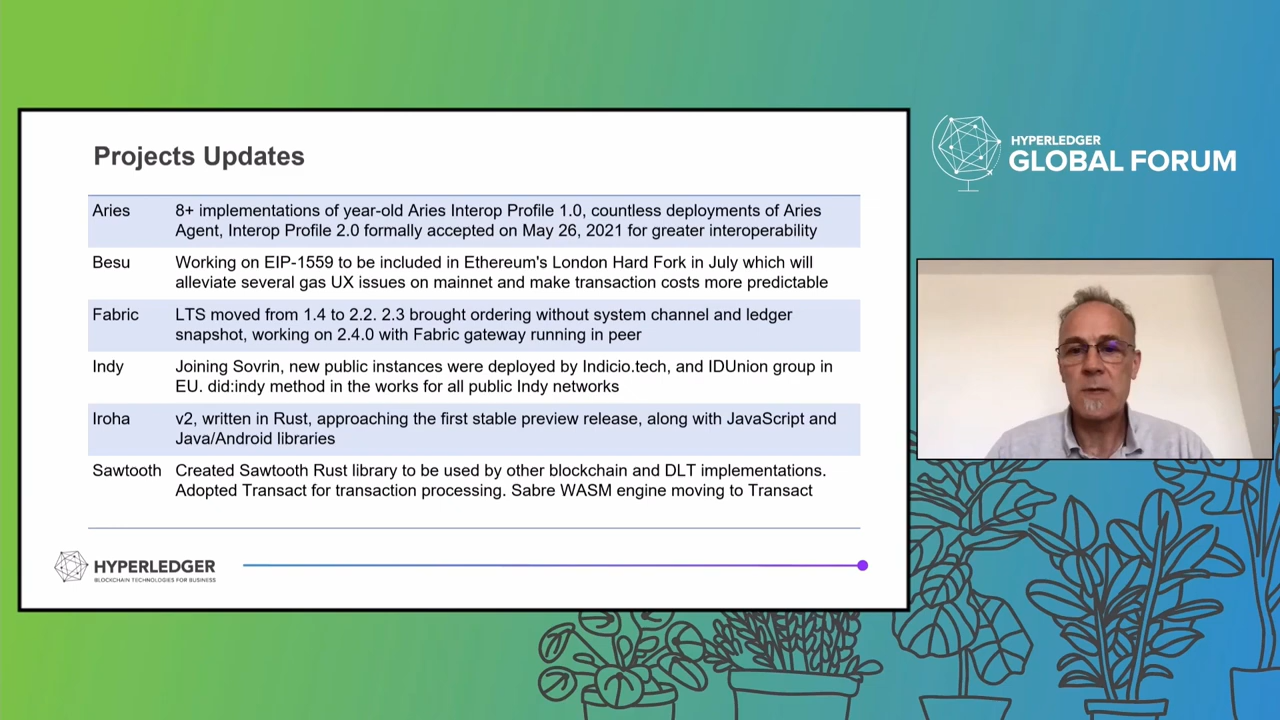 Projects Updates
Aries
8+ implementations of year-old Aries Interop Profile 1.0, countless deployments of Aries
Agent, Interop Profile 2.0 formally accepted on May 26, 2021 for greater interoperability
Besu
Working on EIP-1559 to be included in Ethereum's London Hard Fork in July which will
alleviate several gas UX issues on mainnet and make transaction costs more predictable
Fabric
LTS moved from 1.4 to 2.2. 2.3 brought ordering without system channel and ledger
snapshot, working on 2.4.0 with Fabric gateway running in peer
Indy
Joining Sovrin, new public instances were deployed by Indicio.tech, and IDUnion group in
EU. did:indy method in the works for all public Indy networks
Iroha
v2, written in Rust, approaching the first stable preview release, along with JavaScript and
Java/Android libraries
Sawtooth
Created Sawtooth Rust library to be used by other blockchain and DLT implementations.
Adopted Transact for transaction processing. Sabre WASM engine moving to Transact
HYPERLEDGER
BLOCKCHAIN TECHNOLOGIES FOR BUSINESS
HYPERLEDGER
GLOBAL FORUM